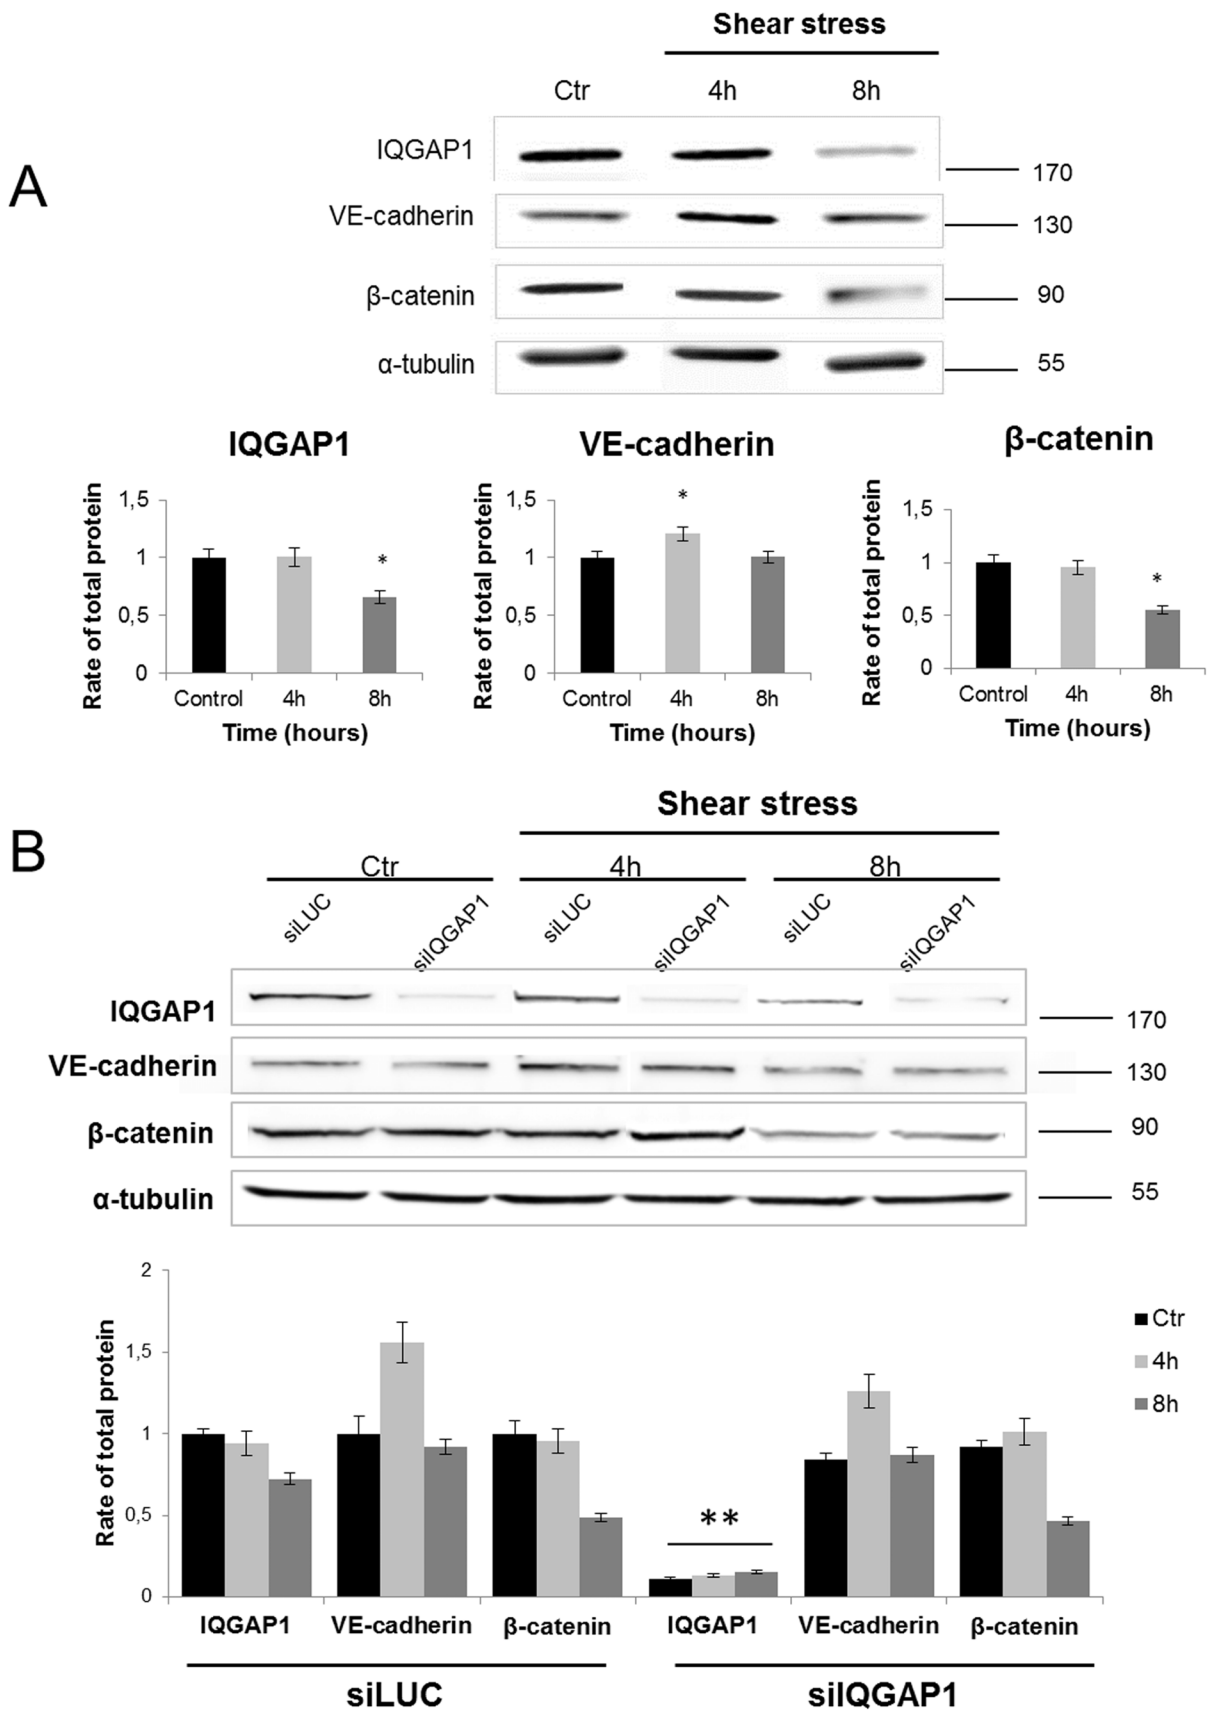 Shear stress
Ctr 4h 8h
A
IQGAP1 170
VE-cadherin 130
β-catenin 90
α-tubulin 55
IQGAP1
Rate of total protein
1,5
1
0,5
0
*
Control 4h 8h
Time (hours)
VE-cadherin
Rate of total protein
1,5
1
0,5
0
*
Control 4h 8h
Time (hours)
β-catenin
Rate of total protein
1,5
1
0,5
0
*
Control 4h 8h
Time (hours)
B
Shear stress
Ctr 4h 8h
siLUC siIQGAP1 siLUC siIQGAP1 siLUC siIQGAP1
IQGAP1 170
VE-cadherin 130
β-catenin 90
α-tubulin 55
Rate of total protein
2
1,5
1
0,5
0
**
Ctr
4h
8h
IQGAP1 VE-cadherin β-catenin IQGAP1 VE-cadherin β-catenin
siLUC siIQGAP1